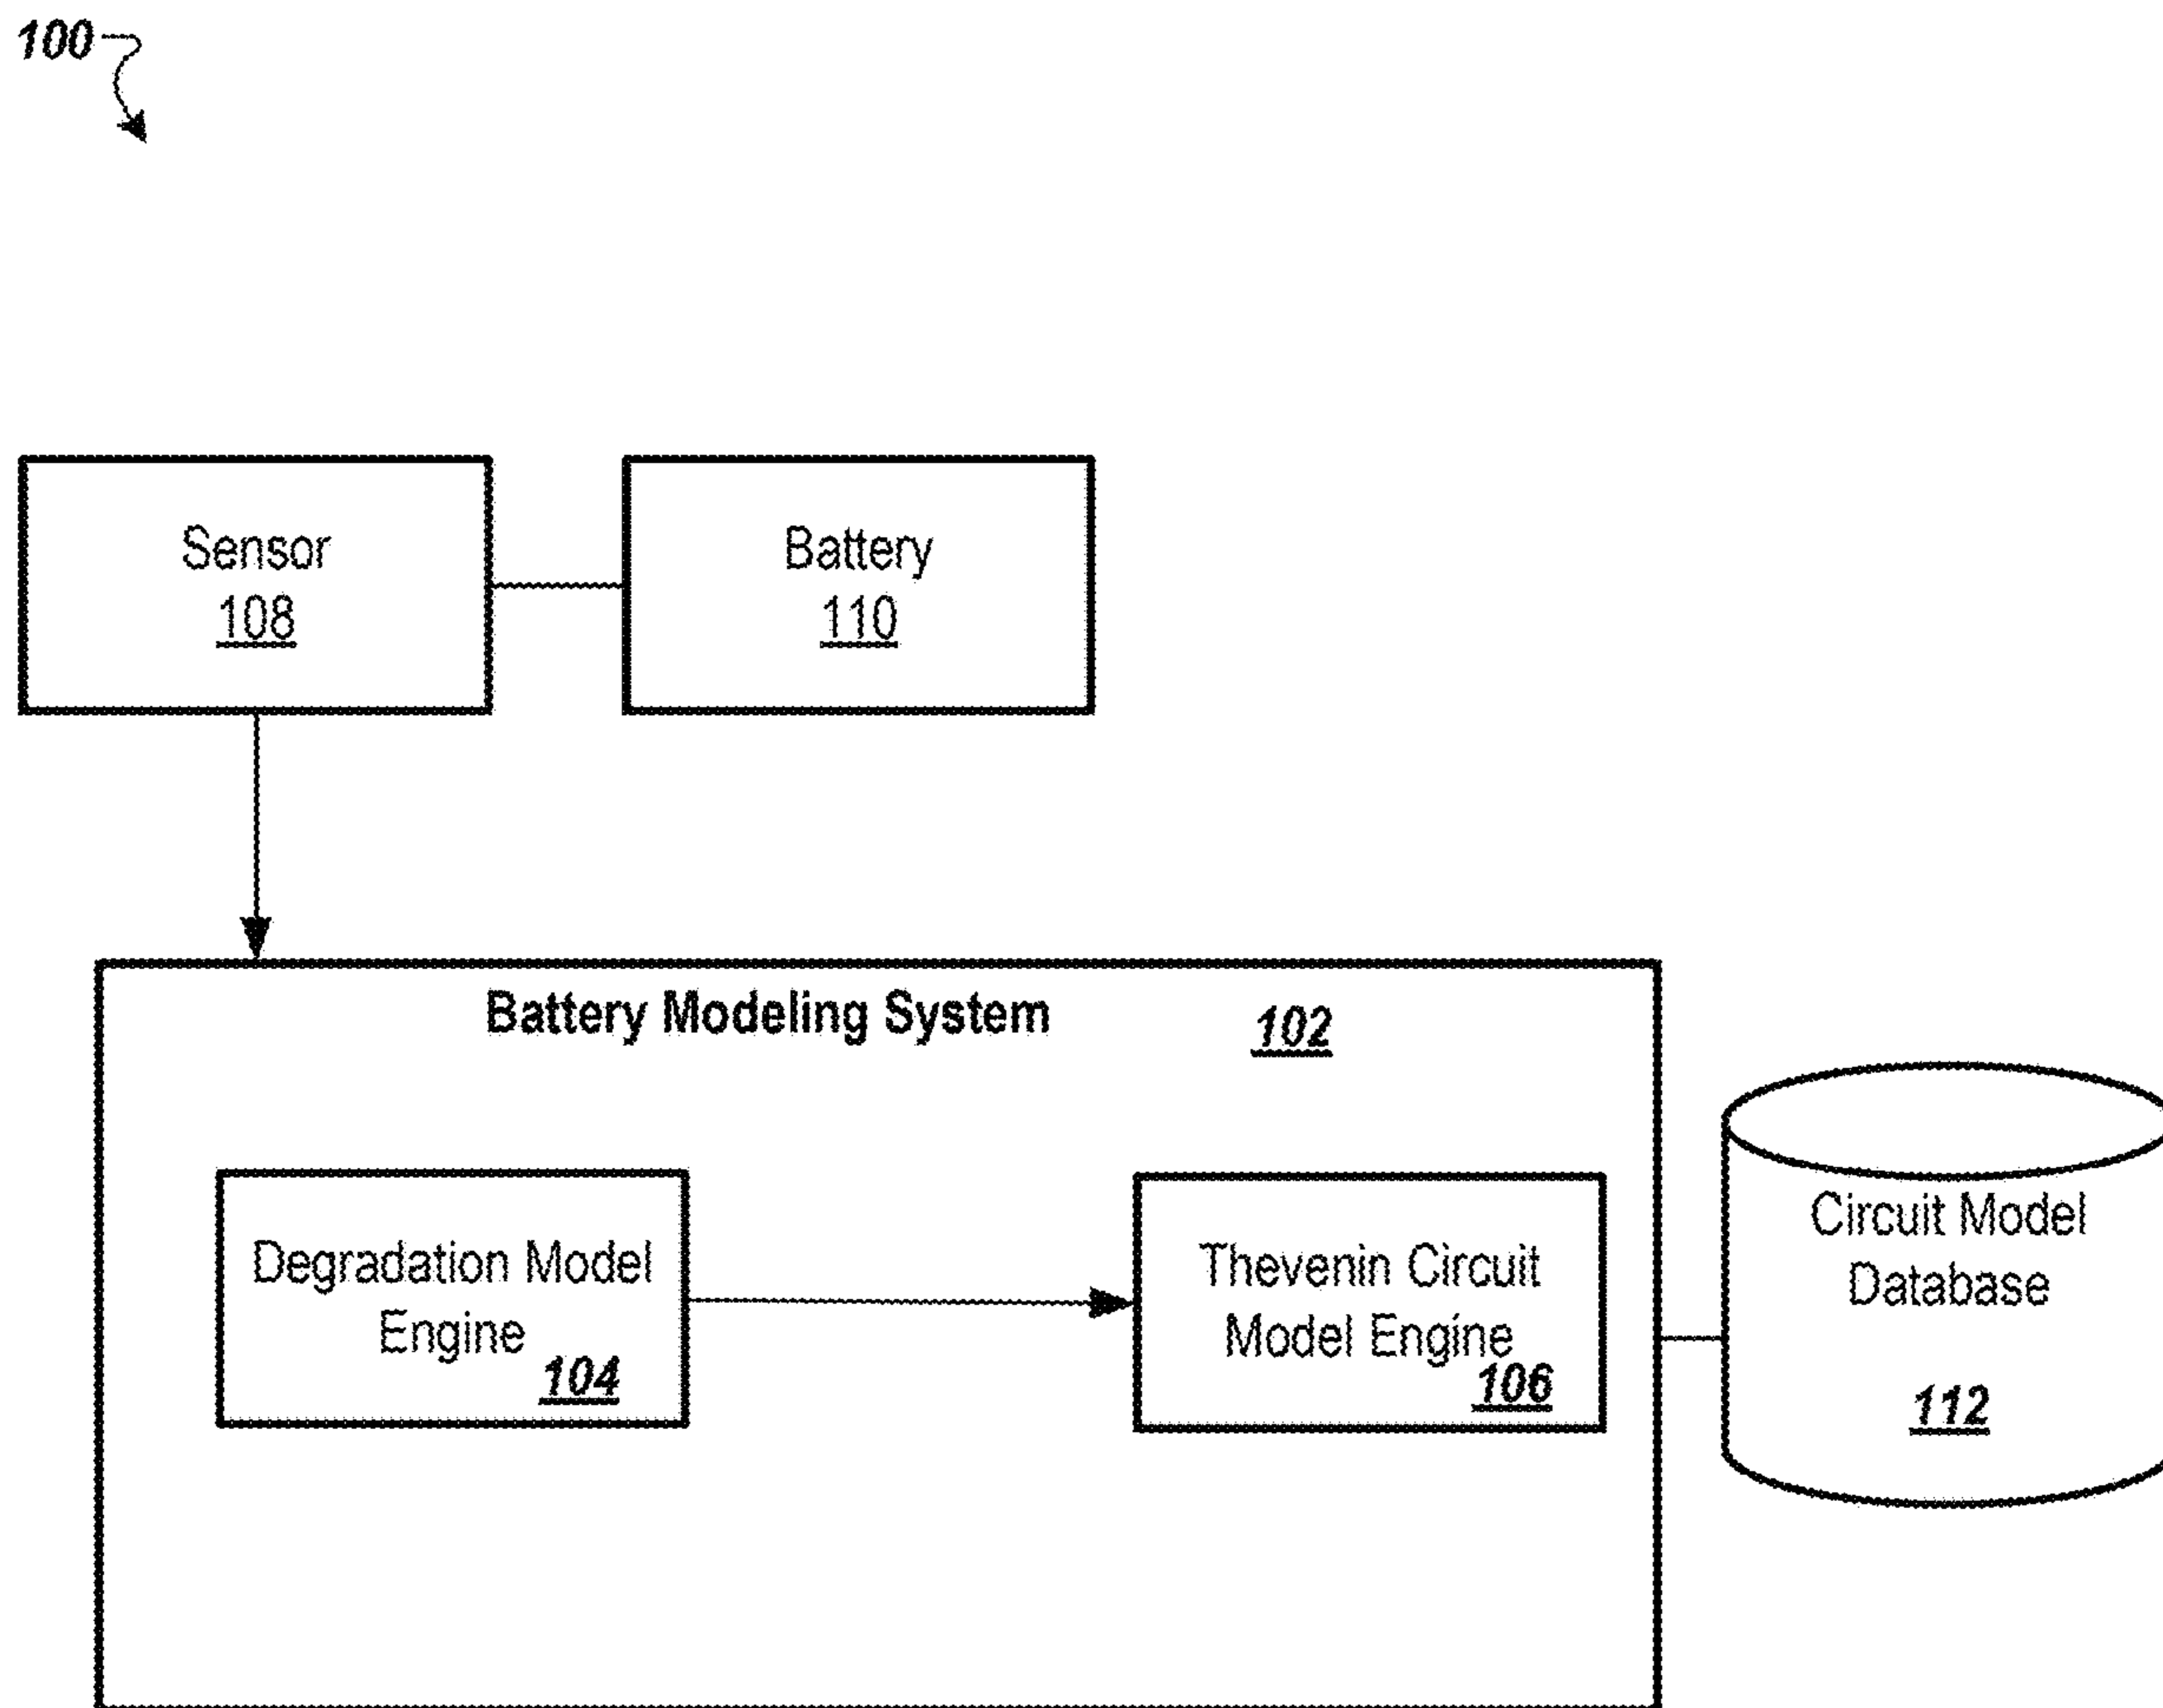 100
Sensor
108
Battery
110
Battery Modeling System 102
Degradation Model
Engine
104
Thevenin Circuit
Model Engine
106
Circuit Model
Database
112